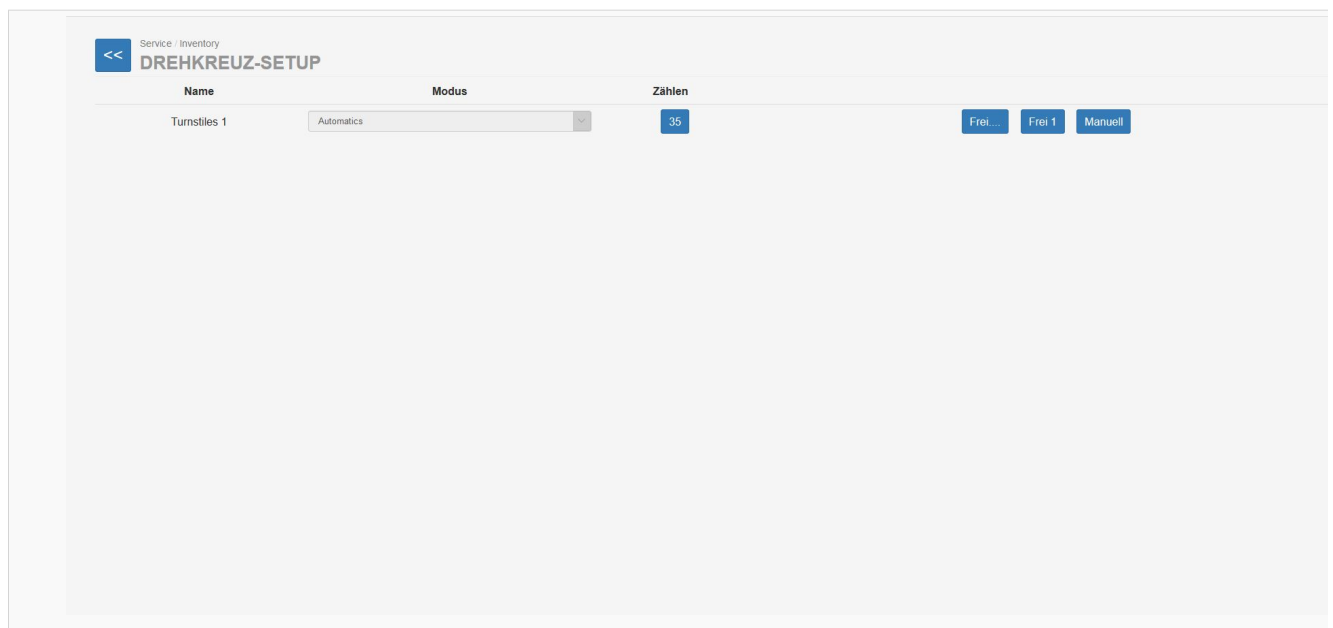 <<
Service / Inventory
DREHKREUZ-SETUP
Name Modus Zählen
Turnstiles 1 Automatics 35 Frei.... Frei 1 Manuell